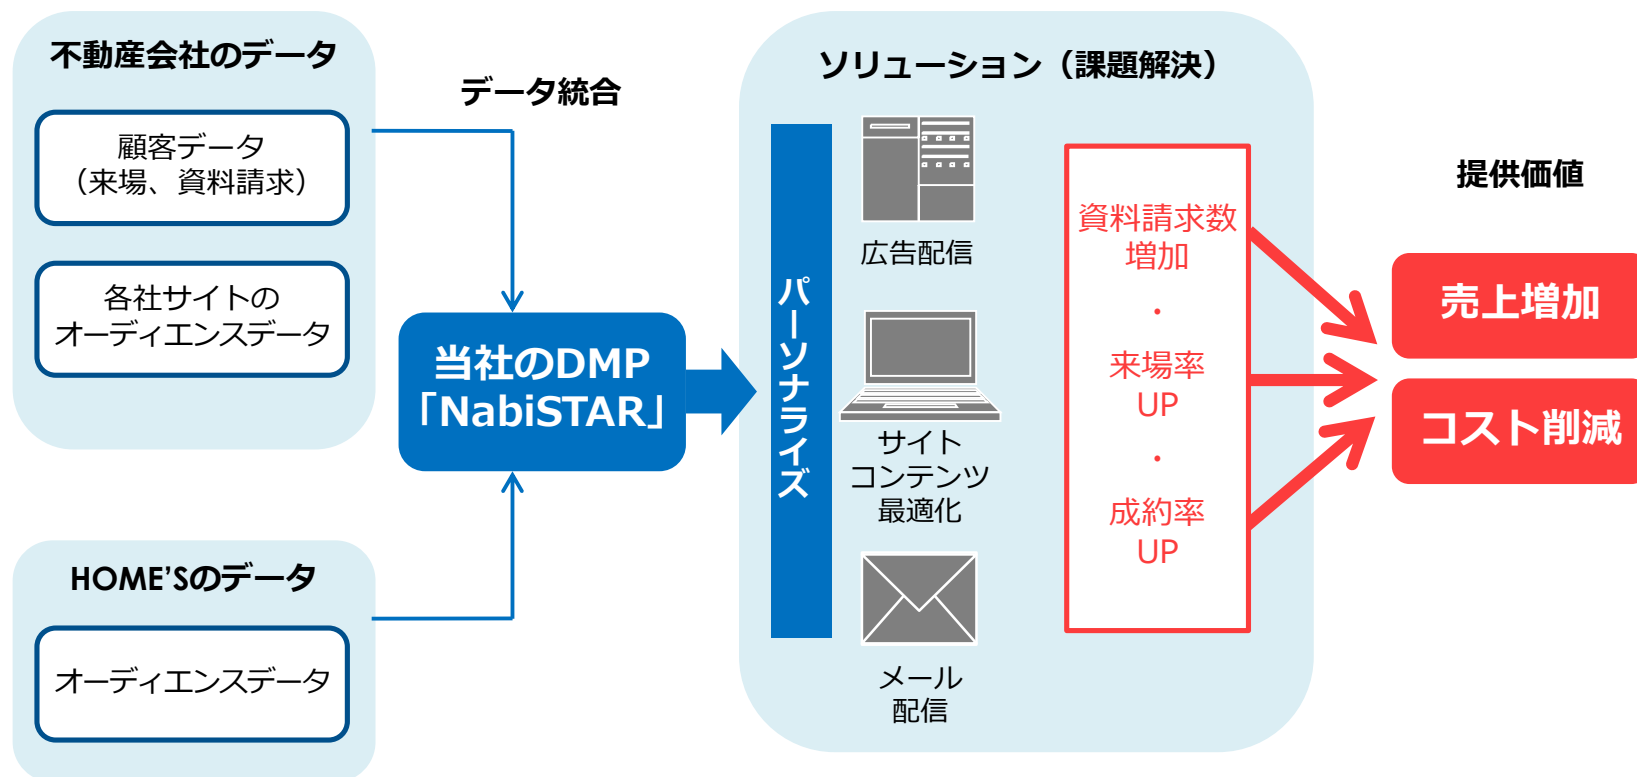 不動産会社のデータ
顧客データ
（来場、資料請求）
各社サイトの
オーディエンスデータ
HOME’Sのデータ
オーディエンスデータ
データ統合
当社のDMP
「NabiSTAR」
ソリューション（課題解決）
パーソナライズ
広告配信
サイト
コンテンツ
最適化
メール
配信
資料請求数
増加
・
来場率
UP
・
成約率
UP
提供価値
売上増加
コスト削減